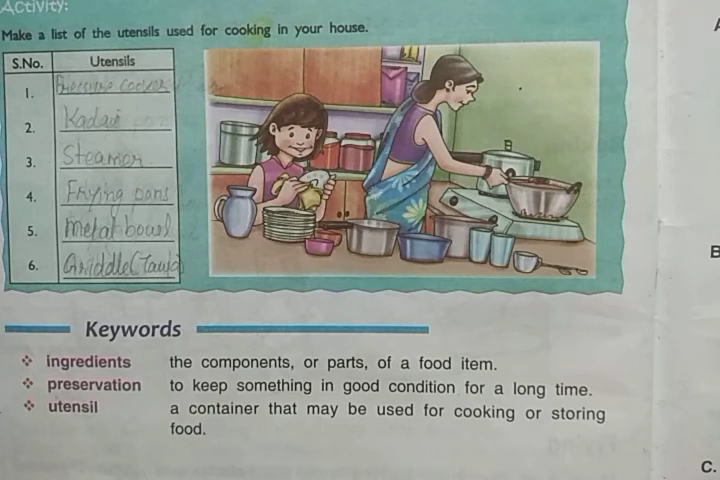 Activity:
Make a list of the utensils used for cooking in your house.
S.No. Utensils
1. Pressure cooker
2. Kadai
3. Steamer
4. Frying pans
5. metal bowl
6. Griddle(Tawa)
Keywords
❖ ingredients the components, or parts, of a food item.
❖ preservation to keep something in good condition for a long time.
❖ utensil a container that may be used for cooking or storing
food.
B
C.